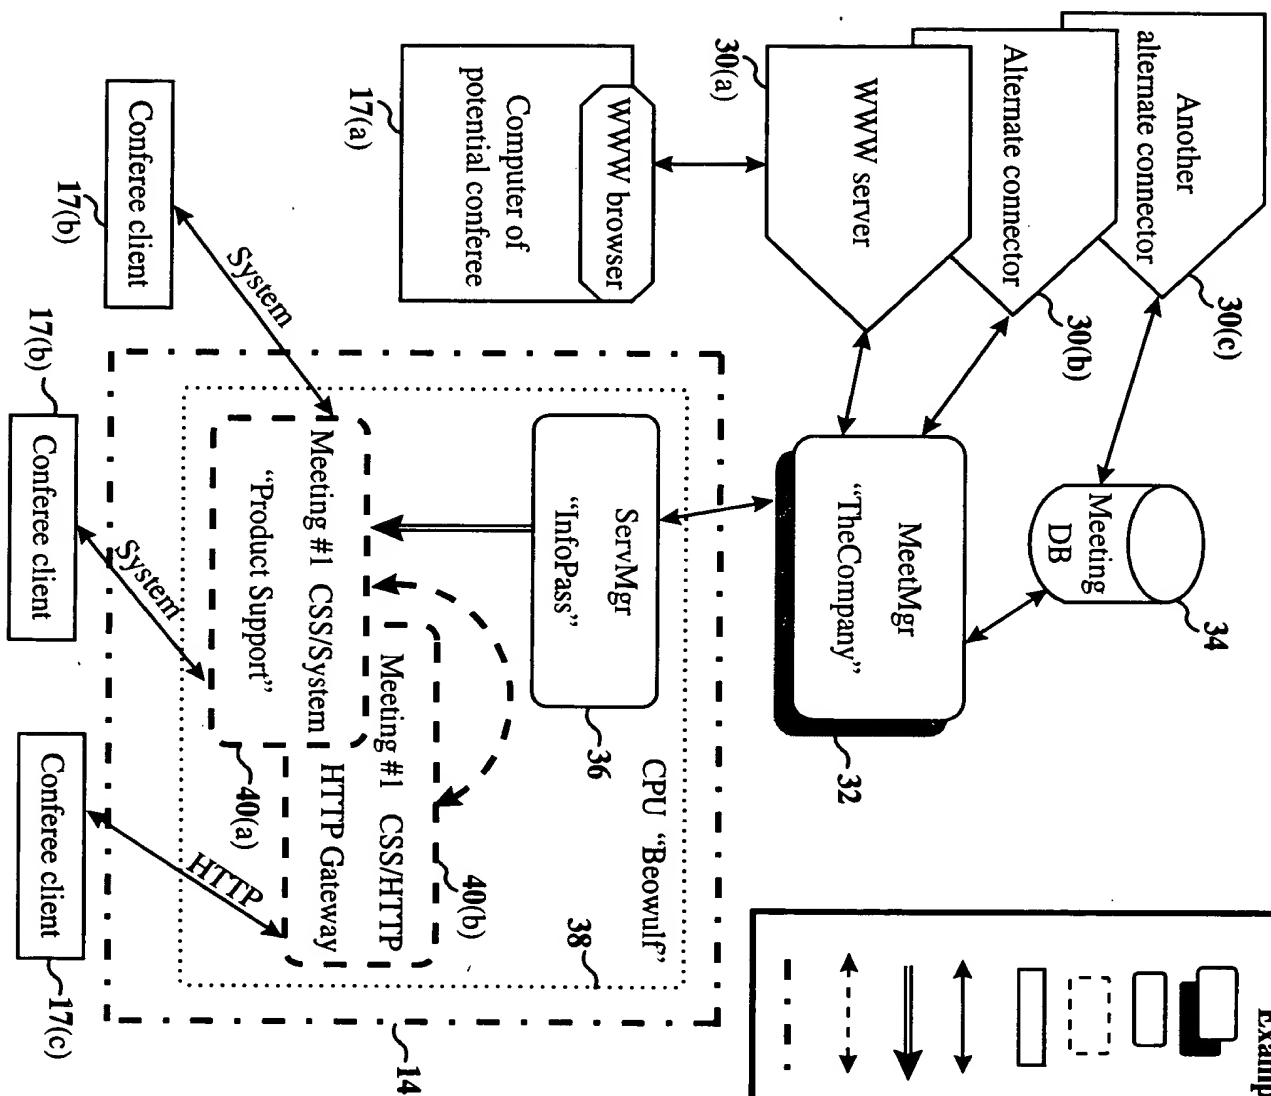 Examp
Another
alternate connector
30(c)
34
Meeting
DB
Alternate connector
30(b)
MeetMgr
"TheCompany"
32
WWW server
30(a)
CPU "Beowulf"
ServMgr
"InfoPass"
36
38
WWW browser
Computer of
potential conferee
17(a)
14
40(b)
Meeting #1 CSS/HTTP
HTTP Gateway
Meeting #1 CSS/System
"Product Support"
40(a)
System
System
HTTP
Conferee client
17(b)
Conferee client
17(b)
Conferee client
17(c)